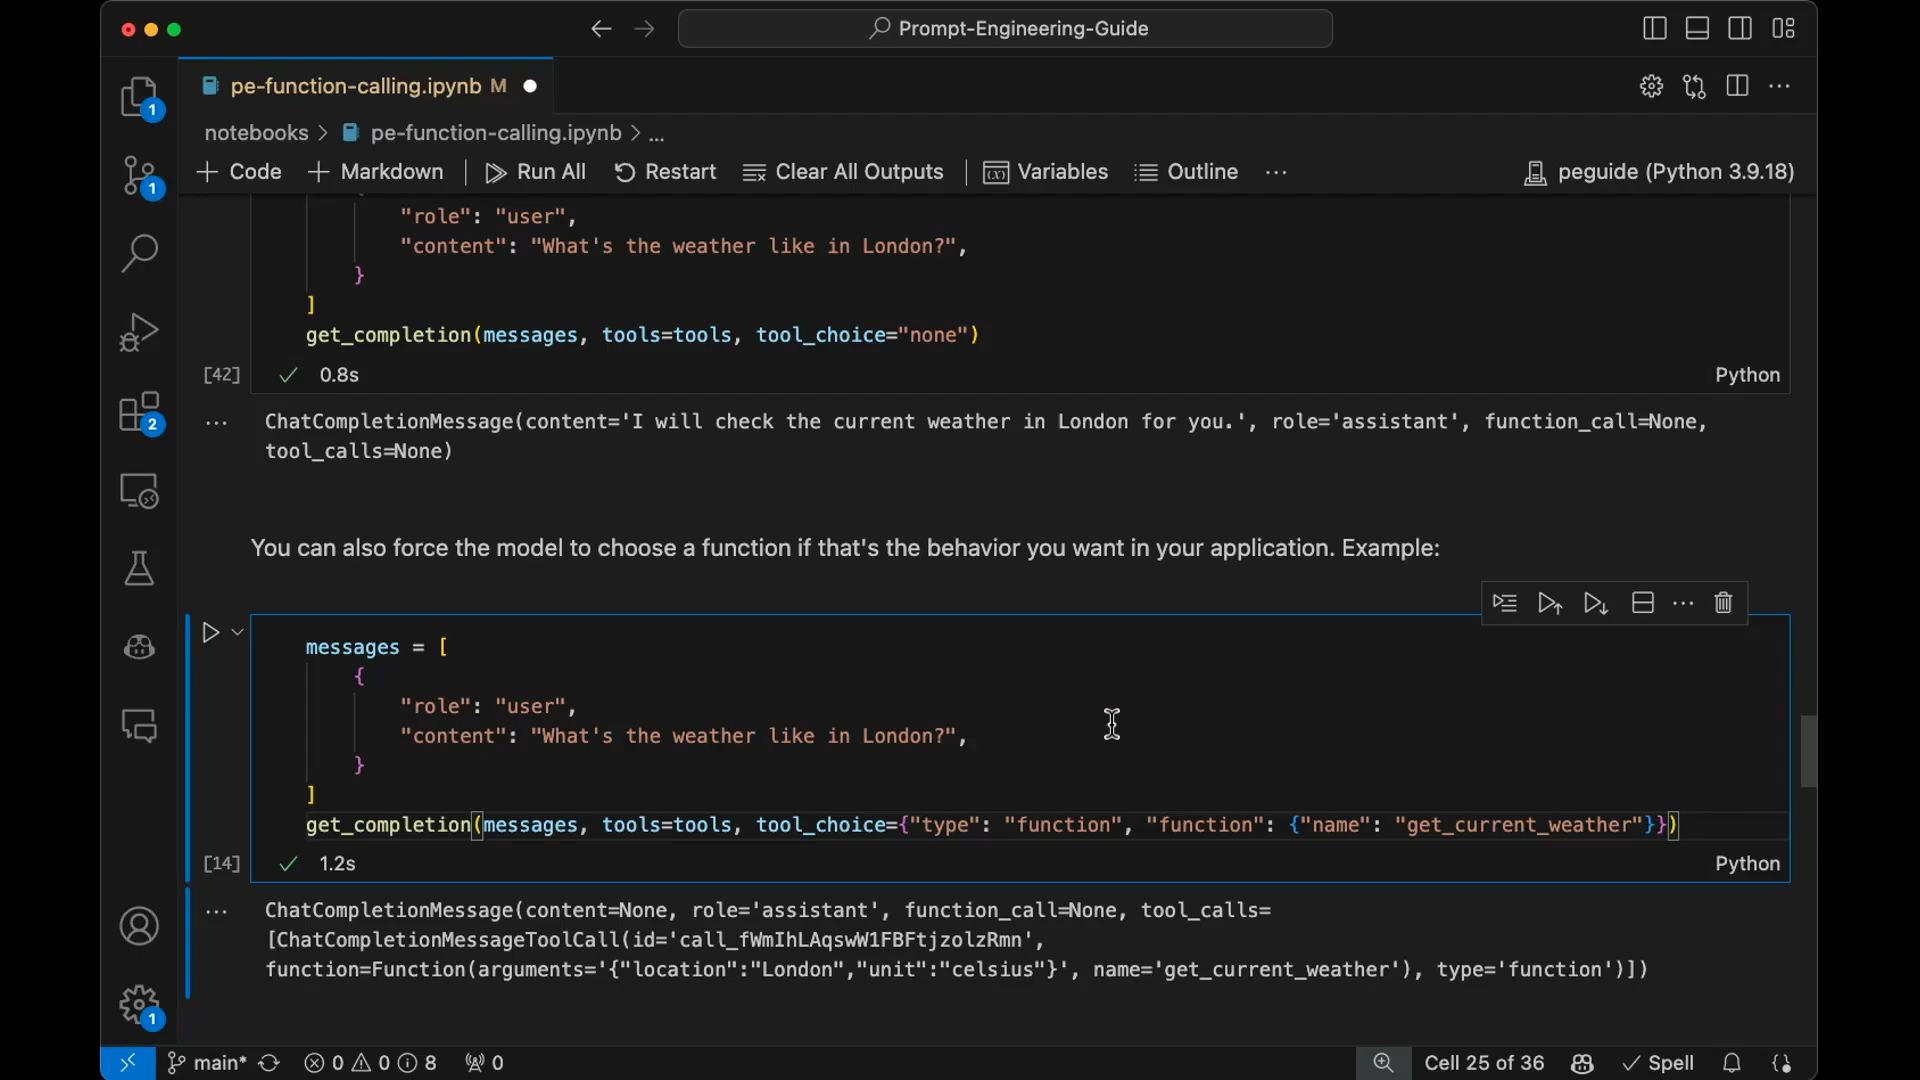 Prompt-Engineering-Guide
pe-function-calling.ipynb M
1
notebooks > pe-function-calling.ipynb > ...
Code Markdown Run All Restart Clear All Outputs Variables Outline ... peguide (Python 3.9.18)
1
"role": "user",
"content": "What's the weather like in London?",
}
]
get_completion(messages, tools=tools, tool_choice="none")
[42] 0.8s Python
2
... ChatCompletionMessage(content='I will check the current weather in London for you.', role='assistant', function_call=None,
tool_calls=None)
You can also force the model to choose a function if that's the behavior you want in your application. Example:
messages = [
{
"role": "user",
"content": "What's the weather like in London?",
}
]
get_completion(messages, tools=tools, tool_choice={"type": "function", "function": {"name": "get_current_weather"}})
[14] 1.2s Python
... ChatCompletionMessage(content=None, role='assistant', function_call=None, tool_calls=
[ChatCompletionMessageToolCall(id='call_fWmIhLAqswW1FBFtjzolzRmn',
function=Function(arguments='{"location":"London","unit":"celsius"}', name='get_current_weather'), type='function')])
1
main* 0 0 8 0 Cell 25 of 36 Spell